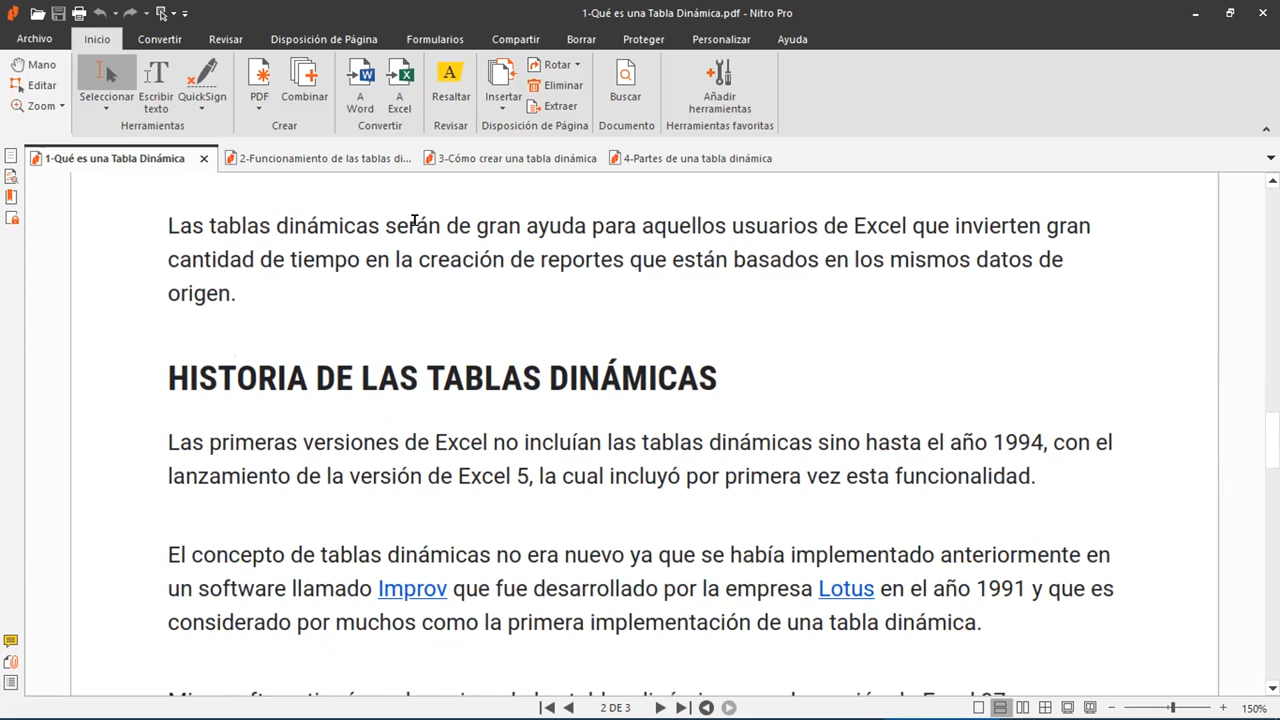 1-Qué es una Tabla Dinámica.pdf - Nitro Pro
Archivo Inicio Convertir Revisar Disposición de Página Formularios Compartir Borrar Proteger Personalizar Ayuda
Mano
Editar
Zoom
Seleccionar
Escribir texto
QuickSign
Herramientas
PDF
Combinar
Crear
A Word
A Excel
Convertir
Resaltar
Revisar
Insertar
Rotar
Eliminar
Extraer
Disposición de Página
Buscar
Documento
Añadir herramientas
Herramientas favoritas
1-Qué es una Tabla Dinámica 2-Funcionamiento de las tablas di... 3-Cómo crear una tabla dinámica 4-Partes de una tabla dinámica
Las tablas dinámicas serán de gran ayuda para aquellos usuarios de Excel que invierten gran
cantidad de tiempo en la creación de reportes que están basados en los mismos datos de
origen.
HISTORIA DE LAS TABLAS DINÁMICAS
Las primeras versiones de Excel no incluían las tablas dinámicas sino hasta el año 1994, con el
lanzamiento de la versión de Excel 5, la cual incluyó por primera vez esta funcionalidad.
El concepto de tablas dinámicas no era nuevo ya que se había implementado anteriormente en
un software llamado Improv que fue desarrollado por la empresa Lotus en el año 1991 y que es
considerado por muchos como la primera implementación de una tabla dinámica.
2 DE 3
150%